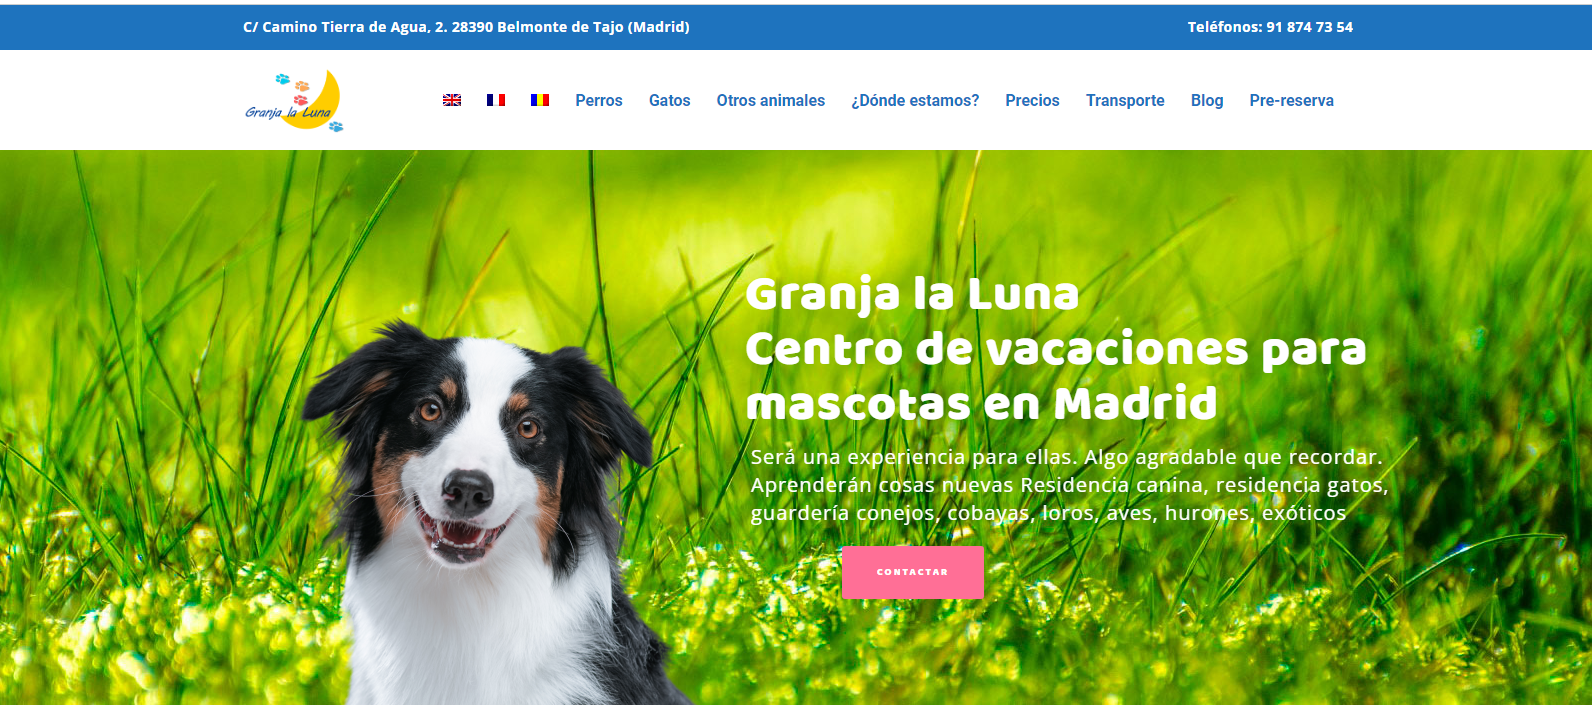 C/ Camino Tierra de Agua, 2. 28390 Belmonte de Tajo (Madrid)
Teléfonos: 91 874 73 54
Granja la Luna
Perros
Gatos
Otros animales
¿Dónde estamos?
Precios
Transporte
Blog
Pre-reserva
Granja la Luna
Centro de vacaciones para
mascotas en Madrid
Será una experiencia para ellas. Algo agradable que recordar.
Aprenderán cosas nuevas Residencia canina, residencia gatos,
guardería conejos, cobayas, loros, aves, hurones, exóticos
CONTACTAR